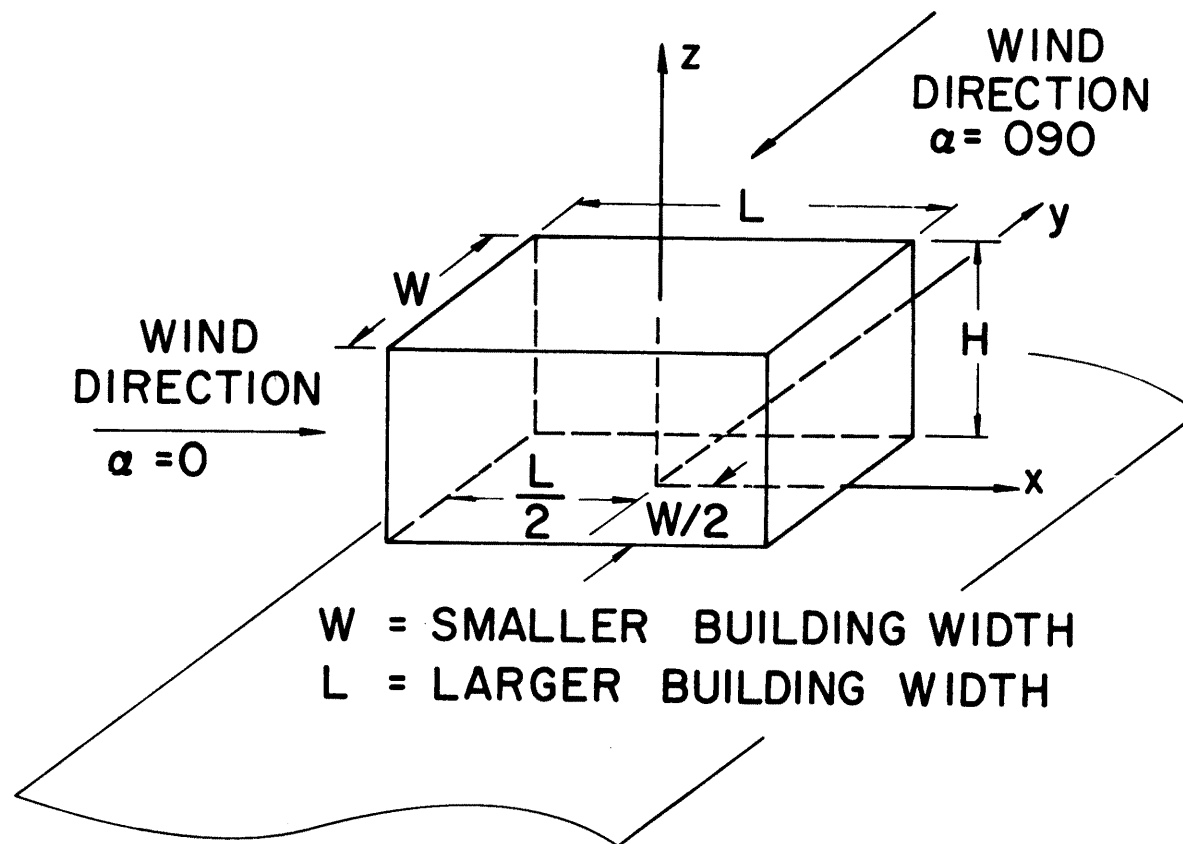 z
WIND
DIRECTION
α = 090
L
y
W
H
WIND
DIRECTION
α = 0
L
2
W/2
x
W = SMALLER BUILDING WIDTH
L = LARGER BUILDING WIDTH